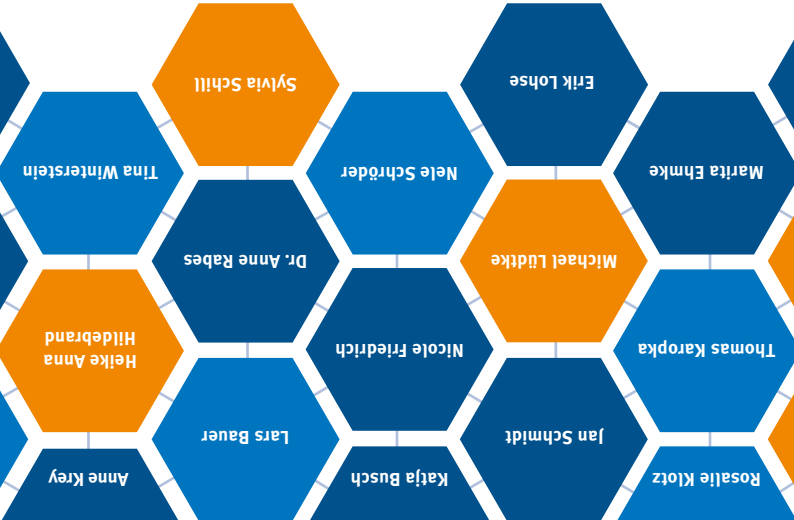 Rosalie Klotz
Katja Busch
Anne Krey
Jan Schmidt
Lars Bauer
Thomas Karopka
Nicole Friedrich
Heike Anna
Hildebrand
Michael Lüdtke
Dr. Anne Rabes
Marita Ehmke
Nele Schröder
Tina Winterstein
Erik Lohse
Sylvia Schill